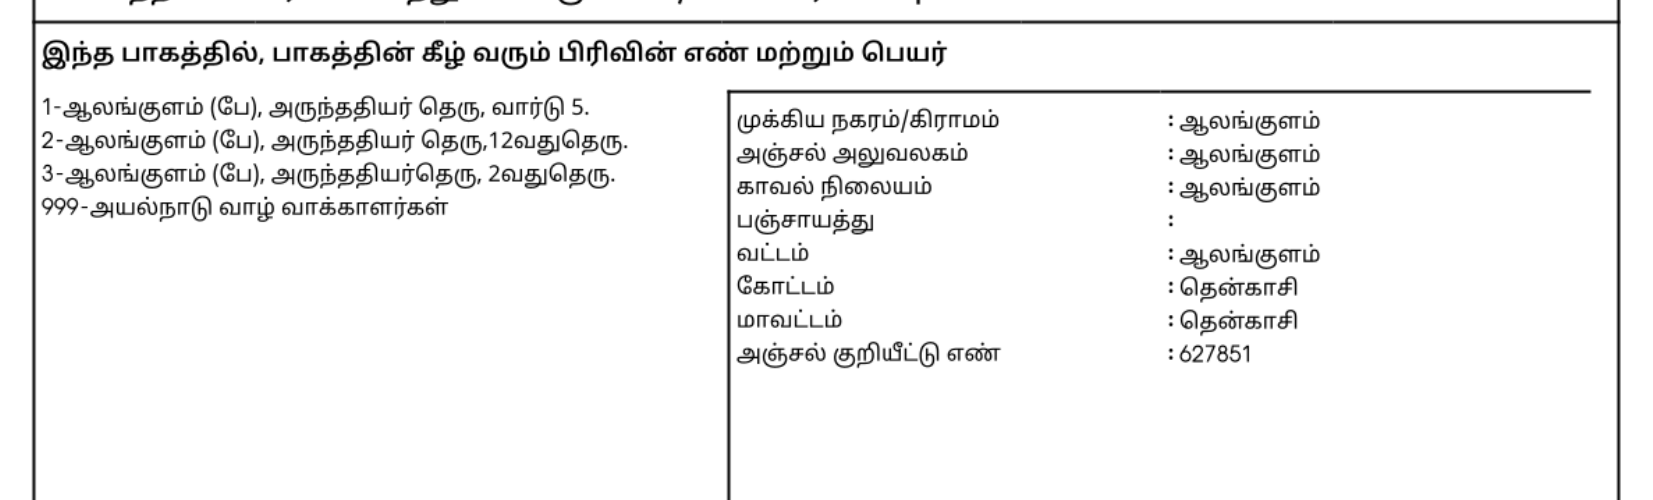 இந்த பாகத்தில், பாகத்தின் கீழ் வரும் பிரிவின் எண் மற்றும் பெயர்
1-ஆலங்குளம் (பே), அருந்ததியர் தெரு, வார்டு 5.
2-ஆலங்குளம் (பே), அருந்ததியர் தெரு,12வதுதெரு.
3-ஆலங்குளம் (பே), அருந்ததியர்தெரு, 2வதுதெரு.
999-அயல்நாடு வாழ் வாக்காளர்கள்
முக்கிய நகரம்/கிராமம் : ஆலங்குளம்
அஞ்சல் அலுவலகம் : ஆலங்குளம்
காவல் நிலையம் : ஆலங்குளம்
பஞ்சாயத்து :
வட்டம் : ஆலங்குளம்
கோட்டம் : தென்காசி
மாவட்டம் : தென்காசி
அஞ்சல் குறியீட்டு எண் : 627851